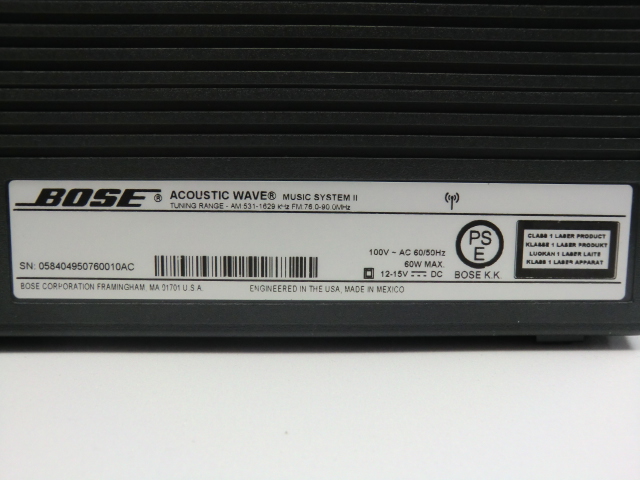 BOSE® ACOUSTIC WAVE® MUSIC SYSTEM II
TUNING RANGE - AM 531-1629 kHz FM 76.0-90.0MHz
100V ~ AC 60/50Hz
60W MAX.
12-15V ⎓ DC
PS
E
BOSE K.K.
CLASS 1 LASER PRODUCT
KLASSE 1 LASER PRODUKT
LUOKAN 1 LASER LAITE
KLASS 1 LASER APPARAT
SN: 058404950760010AC
BOSE CORPORATION FRAMINGHAM, MA 01701 U.S.A. ENGINEERED IN THE USA, MADE IN MEXICO